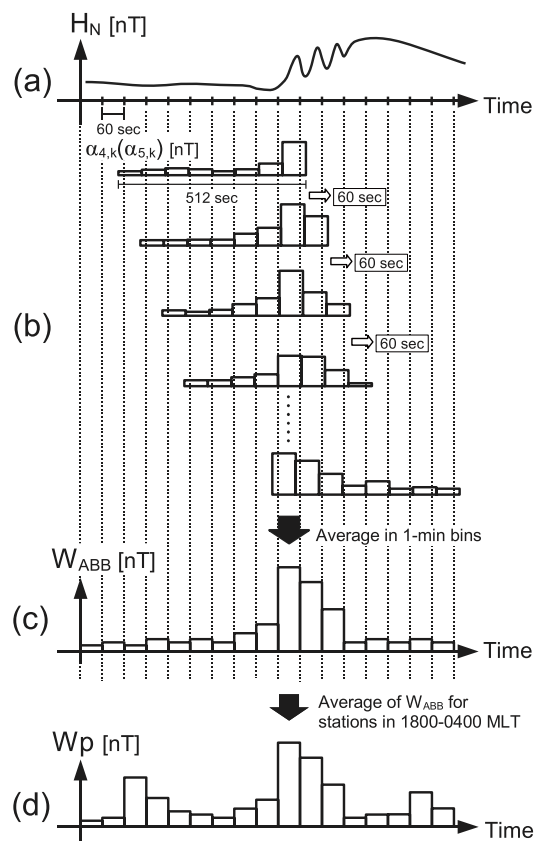 H_N [nT]
(a)
Time
60 sec
α_4,k(α_5,k) [nT]
512 sec
60 sec
60 sec
(b)
60 sec
Average in 1-min bins
W_ABB [nT]
(c)
Time
Average of W_ABB for
stations in 1800-0400 MLT
Wp [nT]
(d)
Time